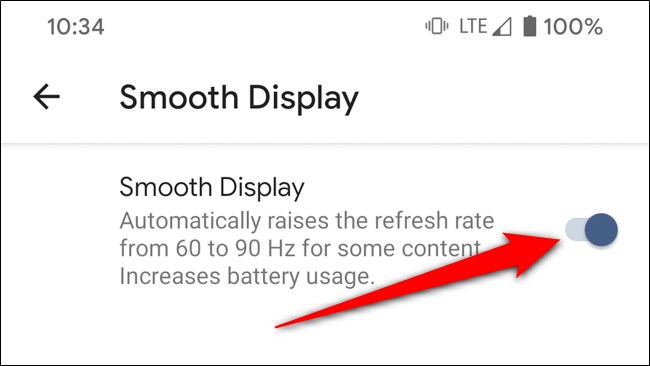 10:34 LTE 100%
Smooth Display
Smooth Display
Automatically raises the refresh rate
from 60 to 90 Hz for some content.
Increases battery usage.